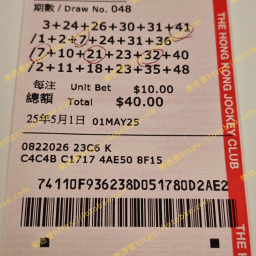 期數 / Draw No. 048
3+24+26+30+31+41
/1+2+7+24+31+36
/7+10+21+23+32+40
/2+11+18+23+35+48
每注 Unit Bet $10.00
總額 Total $40.00
25年5月1日 01MAY25
0822026 23C6 K
C4C4B C1717 4AE50 8F15
74110F936238D051780D2AE2
THE HONG KONG JOCKEY CLUB
THE